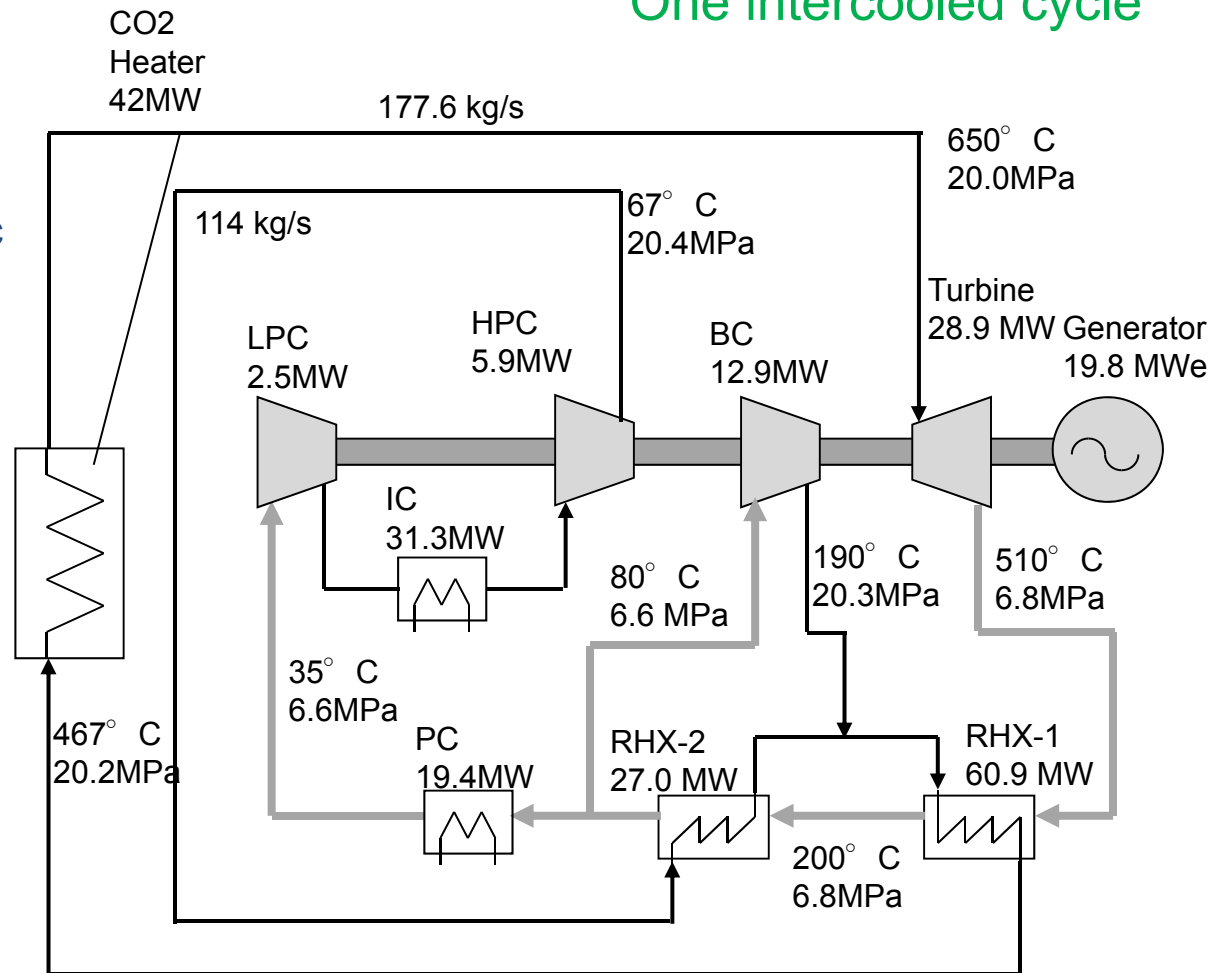 One intercooled cycle
CO2
Heater
42MW
177.6 kg/s
650° C
20.0MPa
114 kg/s
67° C
20.4MPa
Turbine
28.9 MW
Generator
19.8 MWe
LPC
2.5MW
HPC
5.9MW
BC
12.9MW
IC
31.3MW
80° C
6.6 MPa
190° C
20.3MPa
510° C
6.8MPa
35° C
6.6MPa
467° C
20.2MPa
PC
19.4MW
RHX-2
27.0 MW
RHX-1
60.9 MW
200° C
6.8MPa